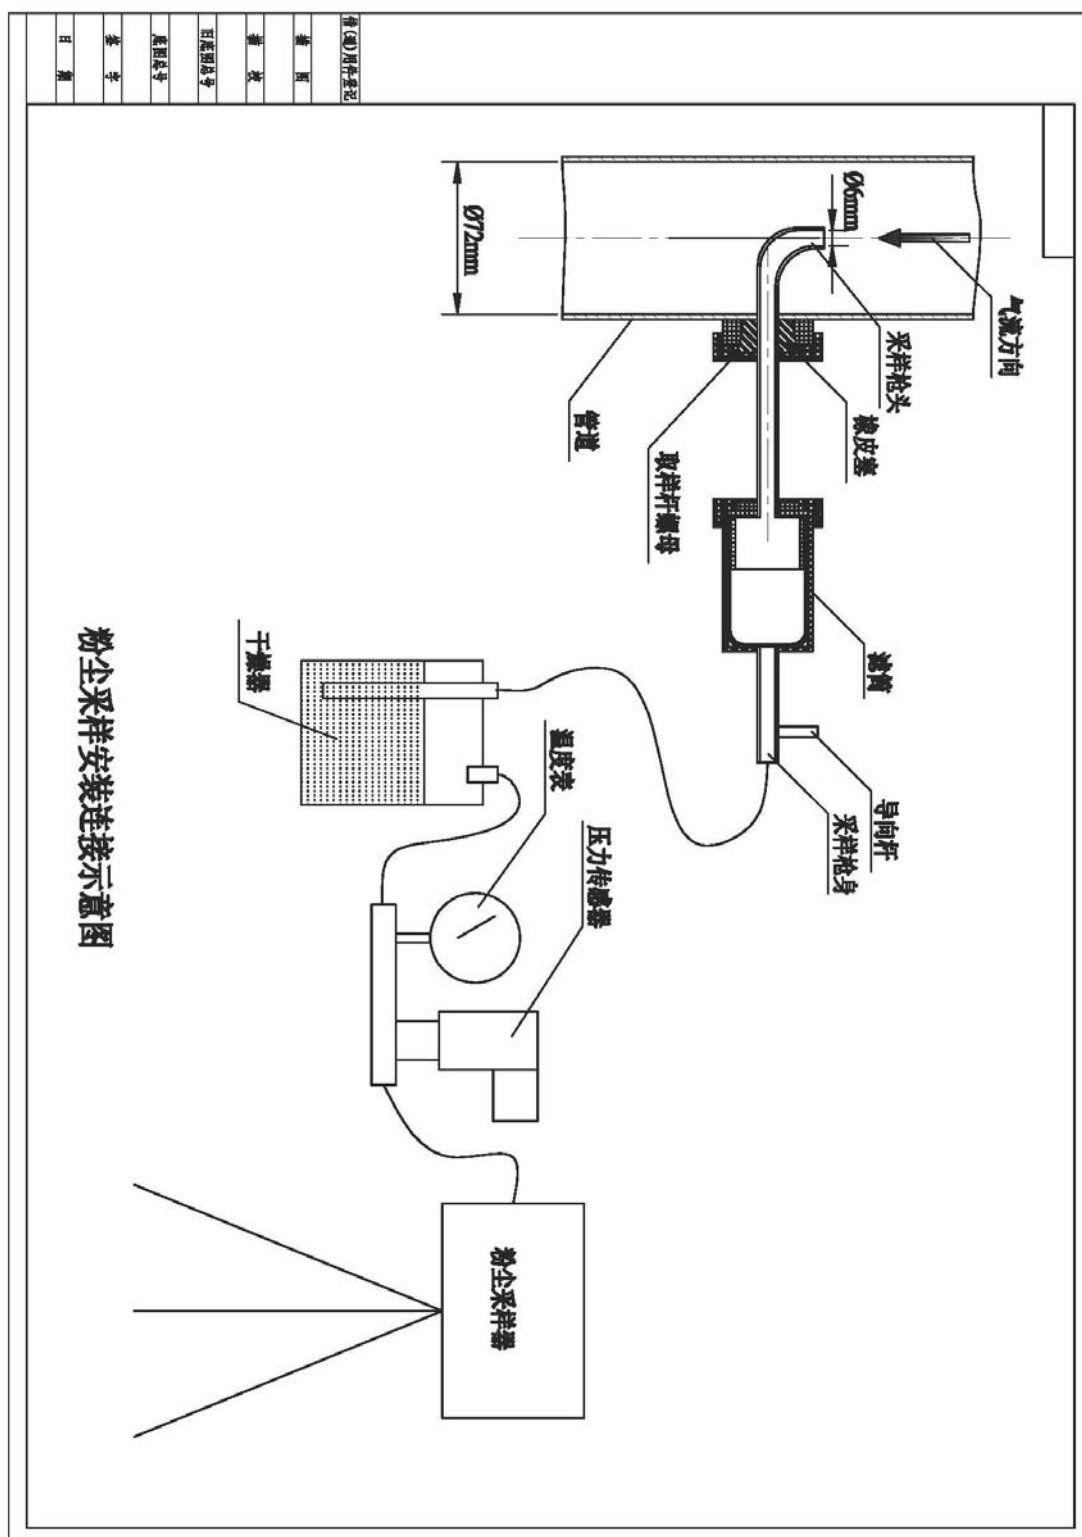 借(通)用件登记
描 图
描 校
旧底图总号
底图总号
签 字
日 期
气流方向
Ø6mm
采样枪头
橡皮塞
Ø72mm
管道
取样杆螺母
滤筒
导向杆
采样枪身
干燥器
温度表
压力传感器
粉尘采样器
粉尘采样安装连接示意图